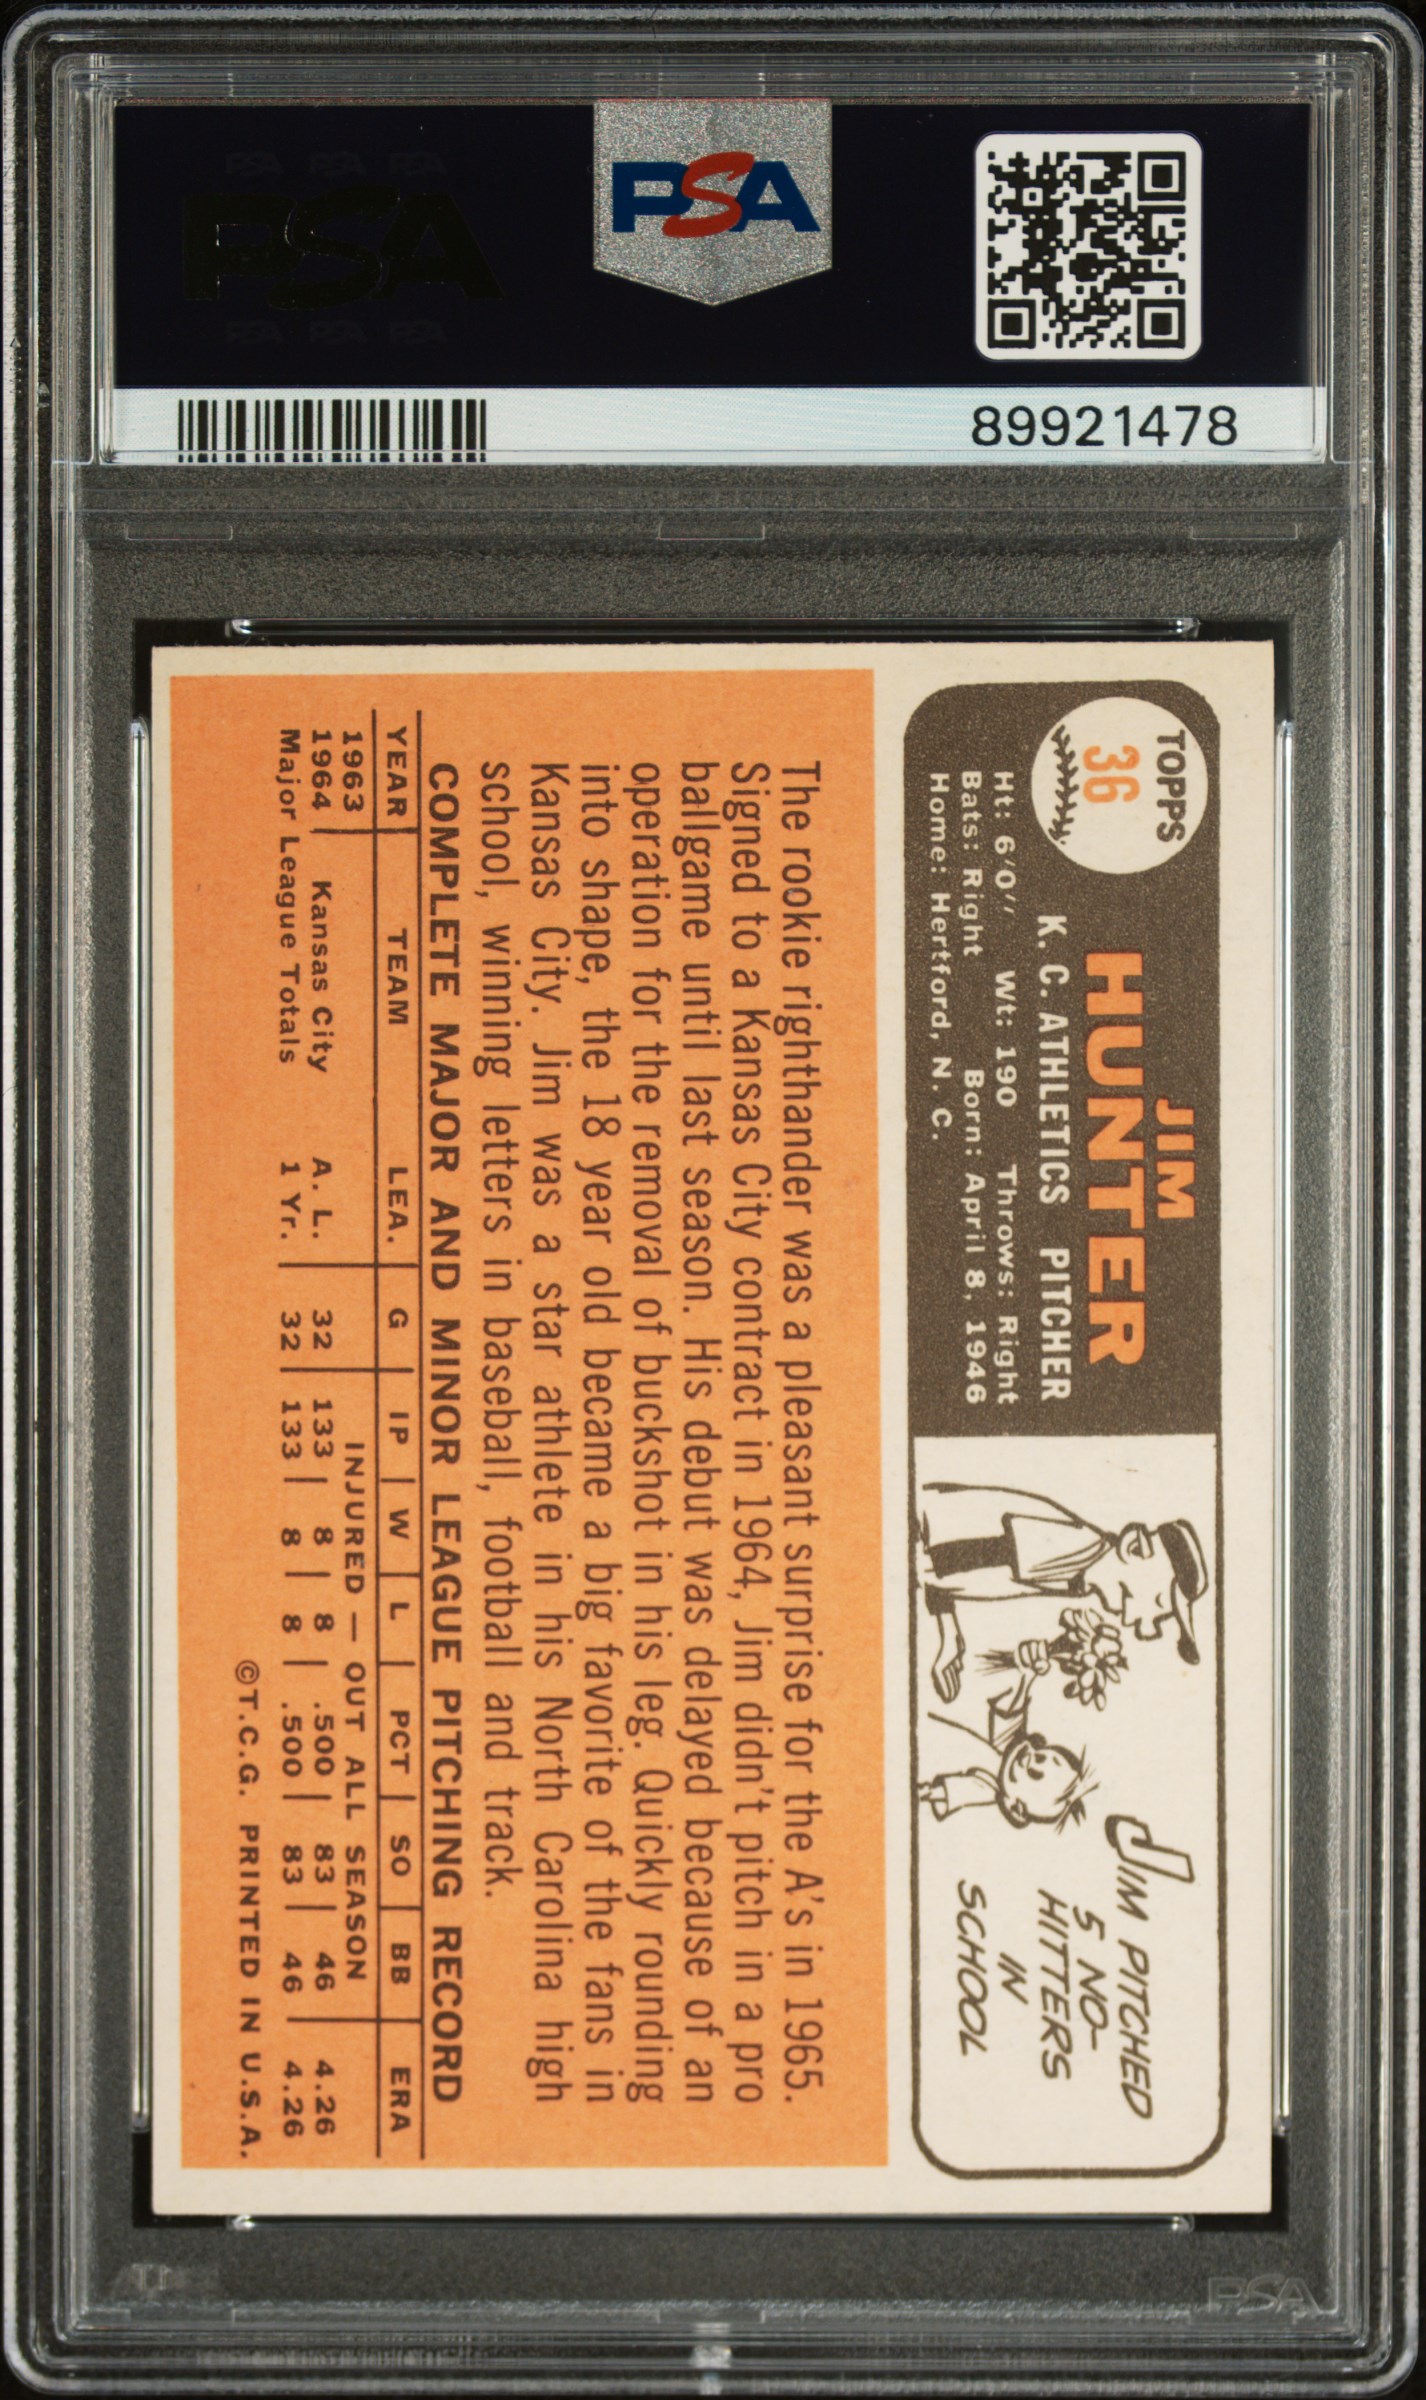 PSA PSA PSA
PSA
PSA PSA PSA
PSA
89921478
TOPPS
36
JIM
HUNTER
K. C. ATHLETICS PITCHER
Ht: 6'0" Wt: 190 Throws: Right
Bats: Right Born: April 8, 1946
Home: Hertford, N. C.
JIM PITCHED
5 NO-
HITTERS
IN
SCHOOL
The rookie righthander was a pleasant surprise for the A's in 1965.
Signed to a Kansas City contract in 1964, Jim didn't pitch in a pro
ballgame until last season. His debut was delayed because of an
operation for the removal of buckshot in his leg. Quickly rounding
into shape, the 18 year old became a big favorite of the fans in
Kansas City. Jim was a star athlete in his North Carolina high
school, winning letters in baseball, football and track.
COMPLETE MAJOR AND MINOR LEAGUE PITCHING RECORD
YEAR TEAM LEA. G IP W L PCT SO BB ERA
1963 INJURED — OUT ALL SEASON
1964 Kansas City A. L. 32 133 8 8 .500 83 46 4.26
Major League Totals 1 Yr. 32 133 8 8 .500 83 46 4.26
©T.C.G. PRINTED IN U.S.A.
PSA